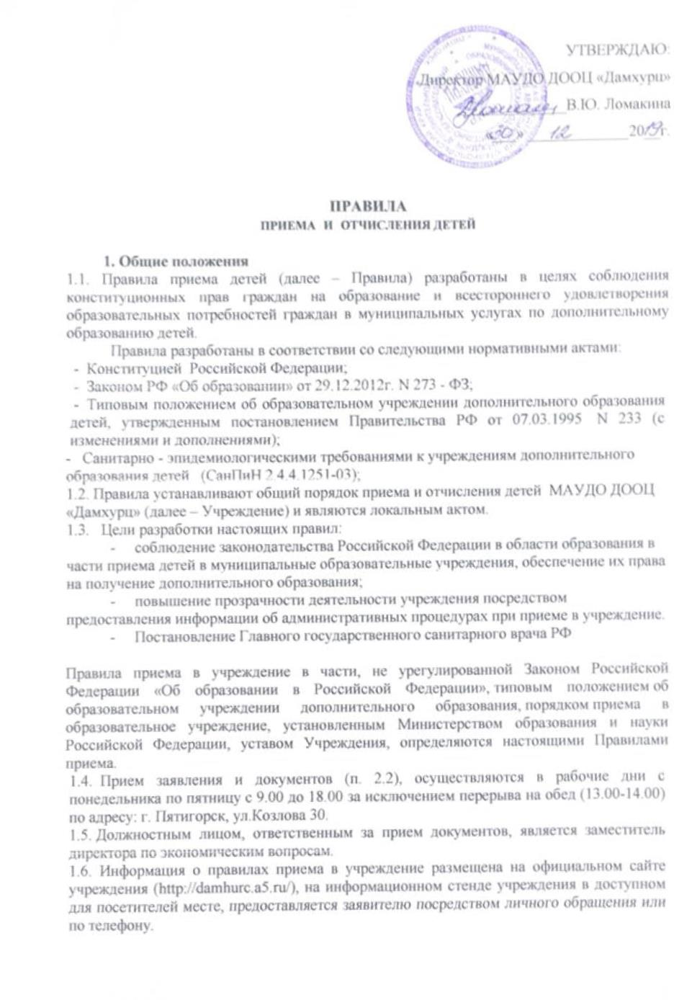 УТВЕРЖДАЮ:
Директор МАУДО ДООЦ «Дамхурц»
В.Ю. Ломакина
«30» 12 2019г.
ПРАВИЛА
ПРИЕМА И ОТЧИСЛЕНИЯ ДЕТЕЙ
1. Общие положения
1.1. Правила приема детей (далее – Правила) разработаны в целях соблюдения
конституционных прав граждан на образование и всестороннего удовлетворения
образовательных потребностей граждан в муниципальных услугах по дополнительному
образованию детей.
Правила разработаны в соответствии со следующими нормативными актами:
- Конституцией Российской Федерации;
- Законом РФ «Об образовании» от 29.12.2012г. N 273 - ФЗ;
- Типовым положением об образовательном учреждении дополнительного образования
детей, утвержденным постановлением Правительства РФ от 07.03.1995 N 233 (с
изменениями и дополнениями);
- Санитарно - эпидемиологическими требованиями к учреждениям дополнительного
образования детей (СанПиН 2.4.4.1251-03);
1.2. Правила устанавливают общий порядок приема и отчисления детей МАУДО ДООЦ
«Дамхурц» (далее – Учреждение) и являются локальным актом.
1.3. Цели разработки настоящих правил:
- соблюдение законодательства Российской Федерации в области образования в
части приема детей в муниципальные образовательные учреждения, обеспечение их права
на получение дополнительного образования;
- повышение прозрачности деятельности учреждения посредством
предоставления информации об административных процедурах при приеме в учреждение.
- Постановление Главного государственного санитарного врача РФ
Правила приема в учреждение в части, не урегулированной Законом Российской
Федерации «Об образовании в Российской Федерации», типовым положением об
образовательном учреждении дополнительного образования, порядком приема в
образовательное учреждение, установленным Министерством образования и науки
Российской Федерации, уставом Учреждения, определяются настоящими Правилами
приема.
1.4. Прием заявления и документов (п. 2.2), осуществляются в рабочие дни с
понедельника по пятницу с 9.00 до 18.00 за исключением перерыва на обед (13.00-14.00)
по адресу: г. Пятигорск, ул.Козлова 30.
1.5. Должностным лицом, ответственным за прием документов, является заместитель
директора по экономическим вопросам.
1.6. Информация о правилах приема в учреждение размещена на официальном сайте
учреждения (http://damhurc.a5.ru/), на информационном стенде учреждения в доступном
для посетителей месте, предоставляется заявителю посредством личного обращения или
по телефону.